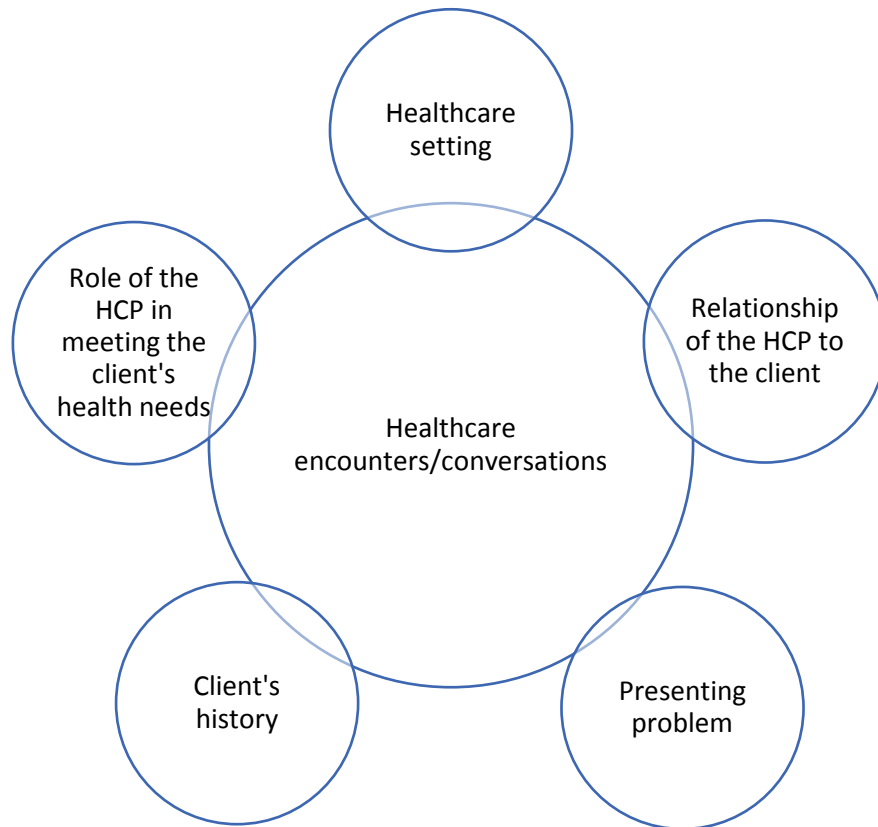 Healthcare
setting
Role of the
HCP in
meeting the
client's
health needs
Relationship
of the HCP to
the client
Healthcare
encounters/conversations
Client's
history
Presenting
problem